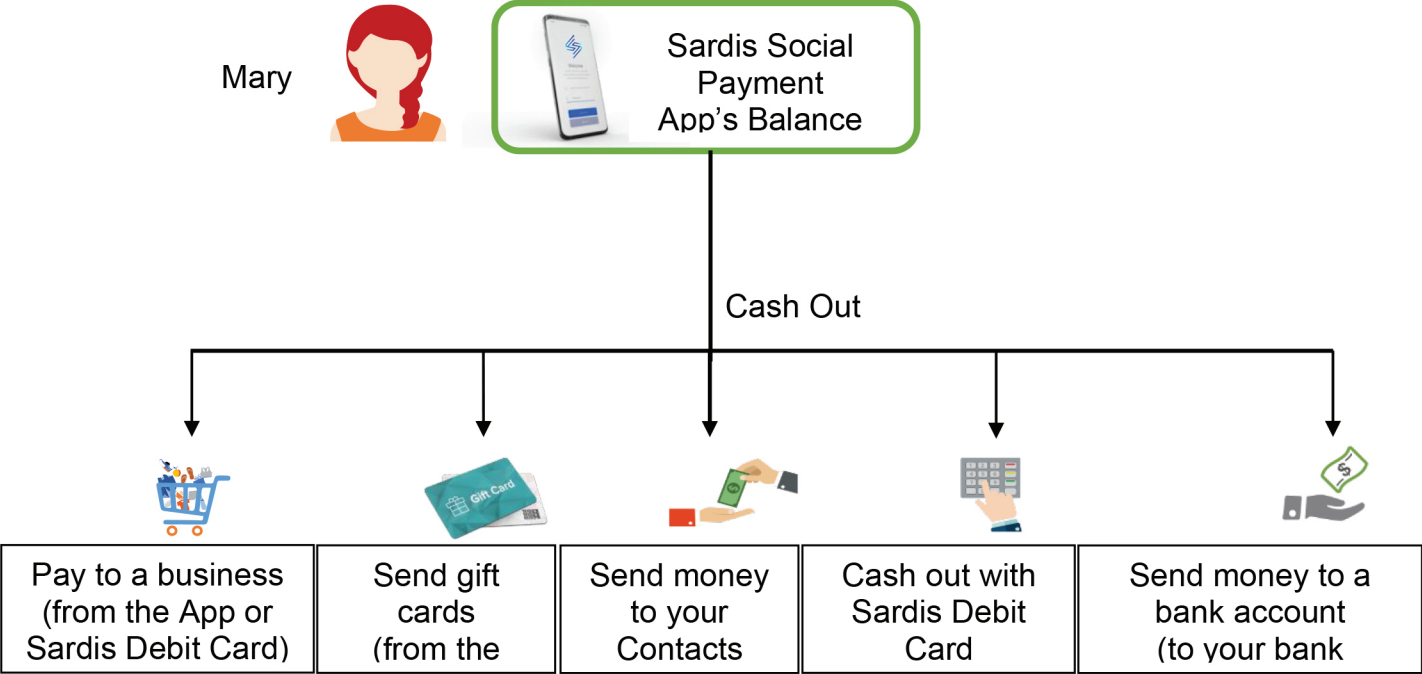 Mary
Sardis Social
Payment
App’s Balance
Cash Out
Gift Card
Pay to a business
(from the App or
Sardis Debit Card)
Send gift
cards
(from the
Send money
to your
Contacts
Cash out with
Sardis Debit
Card
Send money to a
bank account
(to your bank